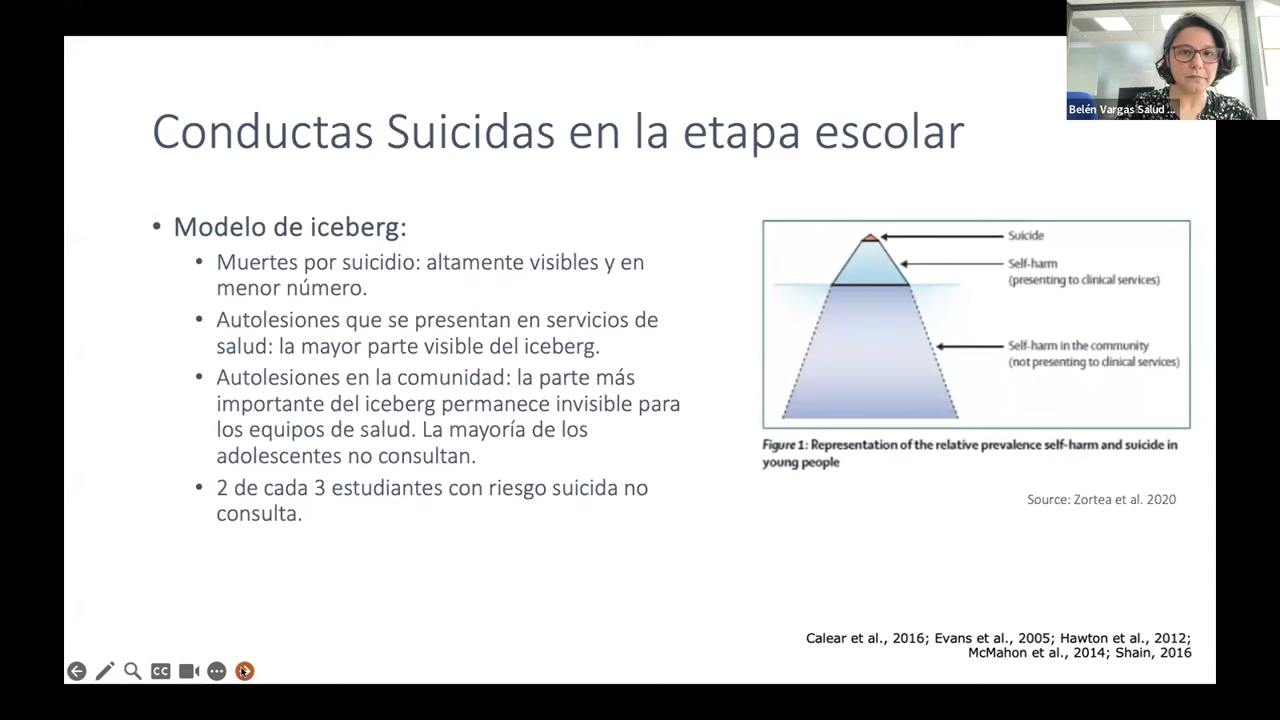 Belén Vargas Salud ...
Conductas Suicidas en la etapa escolar
• Modelo de iceberg:
• Muertes por suicidio: altamente visibles y en
menor número.
• Autolesiones que se presentan en servicios de
salud: la mayor parte visible del iceberg.
• Autolesiones en la comunidad: la parte más
importante del iceberg permanece invisible para
los equipos de salud. La mayoría de los
adolescentes no consultan.
• 2 de cada 3 estudiantes con riesgo suicida no
consulta.
Suicide
Self-harm
(presenting to clinical services)
Self-harm in the community
(not presenting to clinical services)
Figure 1: Representation of the relative prevalence self-harm and suicide in
young people
Source: Zortea et al. 2020
Calear et al., 2016; Evans et al., 2005; Hawton et al., 2012;
McMahon et al., 2014; Shain, 2016
CC